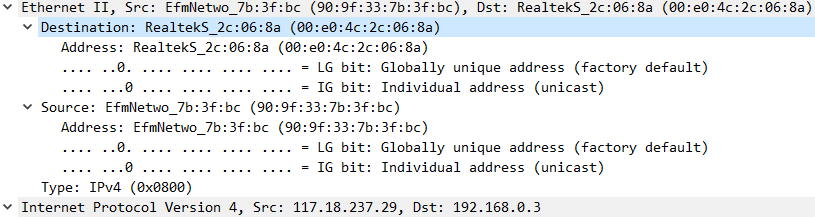 Ethernet II, Src: EfmNetwo_7b:3f:bc (90:9f:33:7b:3f:bc), Dst: RealtekS_2c:06:8a (00:e0:4c:2c:06:8a)
Destination: RealtekS_2c:06:8a (00:e0:4c:2c:06:8a)
Address: RealtekS_2c:06:8a (00:e0:4c:2c:06:8a)
.... ..0. .... .... .... .... = LG bit: Globally unique address (factory default)
.... ...0 .... .... .... .... = IG bit: Individual address (unicast)
Source: EfmNetwo_7b:3f:bc (90:9f:33:7b:3f:bc)
Address: EfmNetwo_7b:3f:bc (90:9f:33:7b:3f:bc)
.... ..0. .... .... .... .... = LG bit: Globally unique address (factory default)
.... ...0 .... .... .... .... = IG bit: Individual address (unicast)
Type: IPv4 (0x0800)
Internet Protocol Version 4, Src: 117.18.237.29, Dst: 192.168.0.3